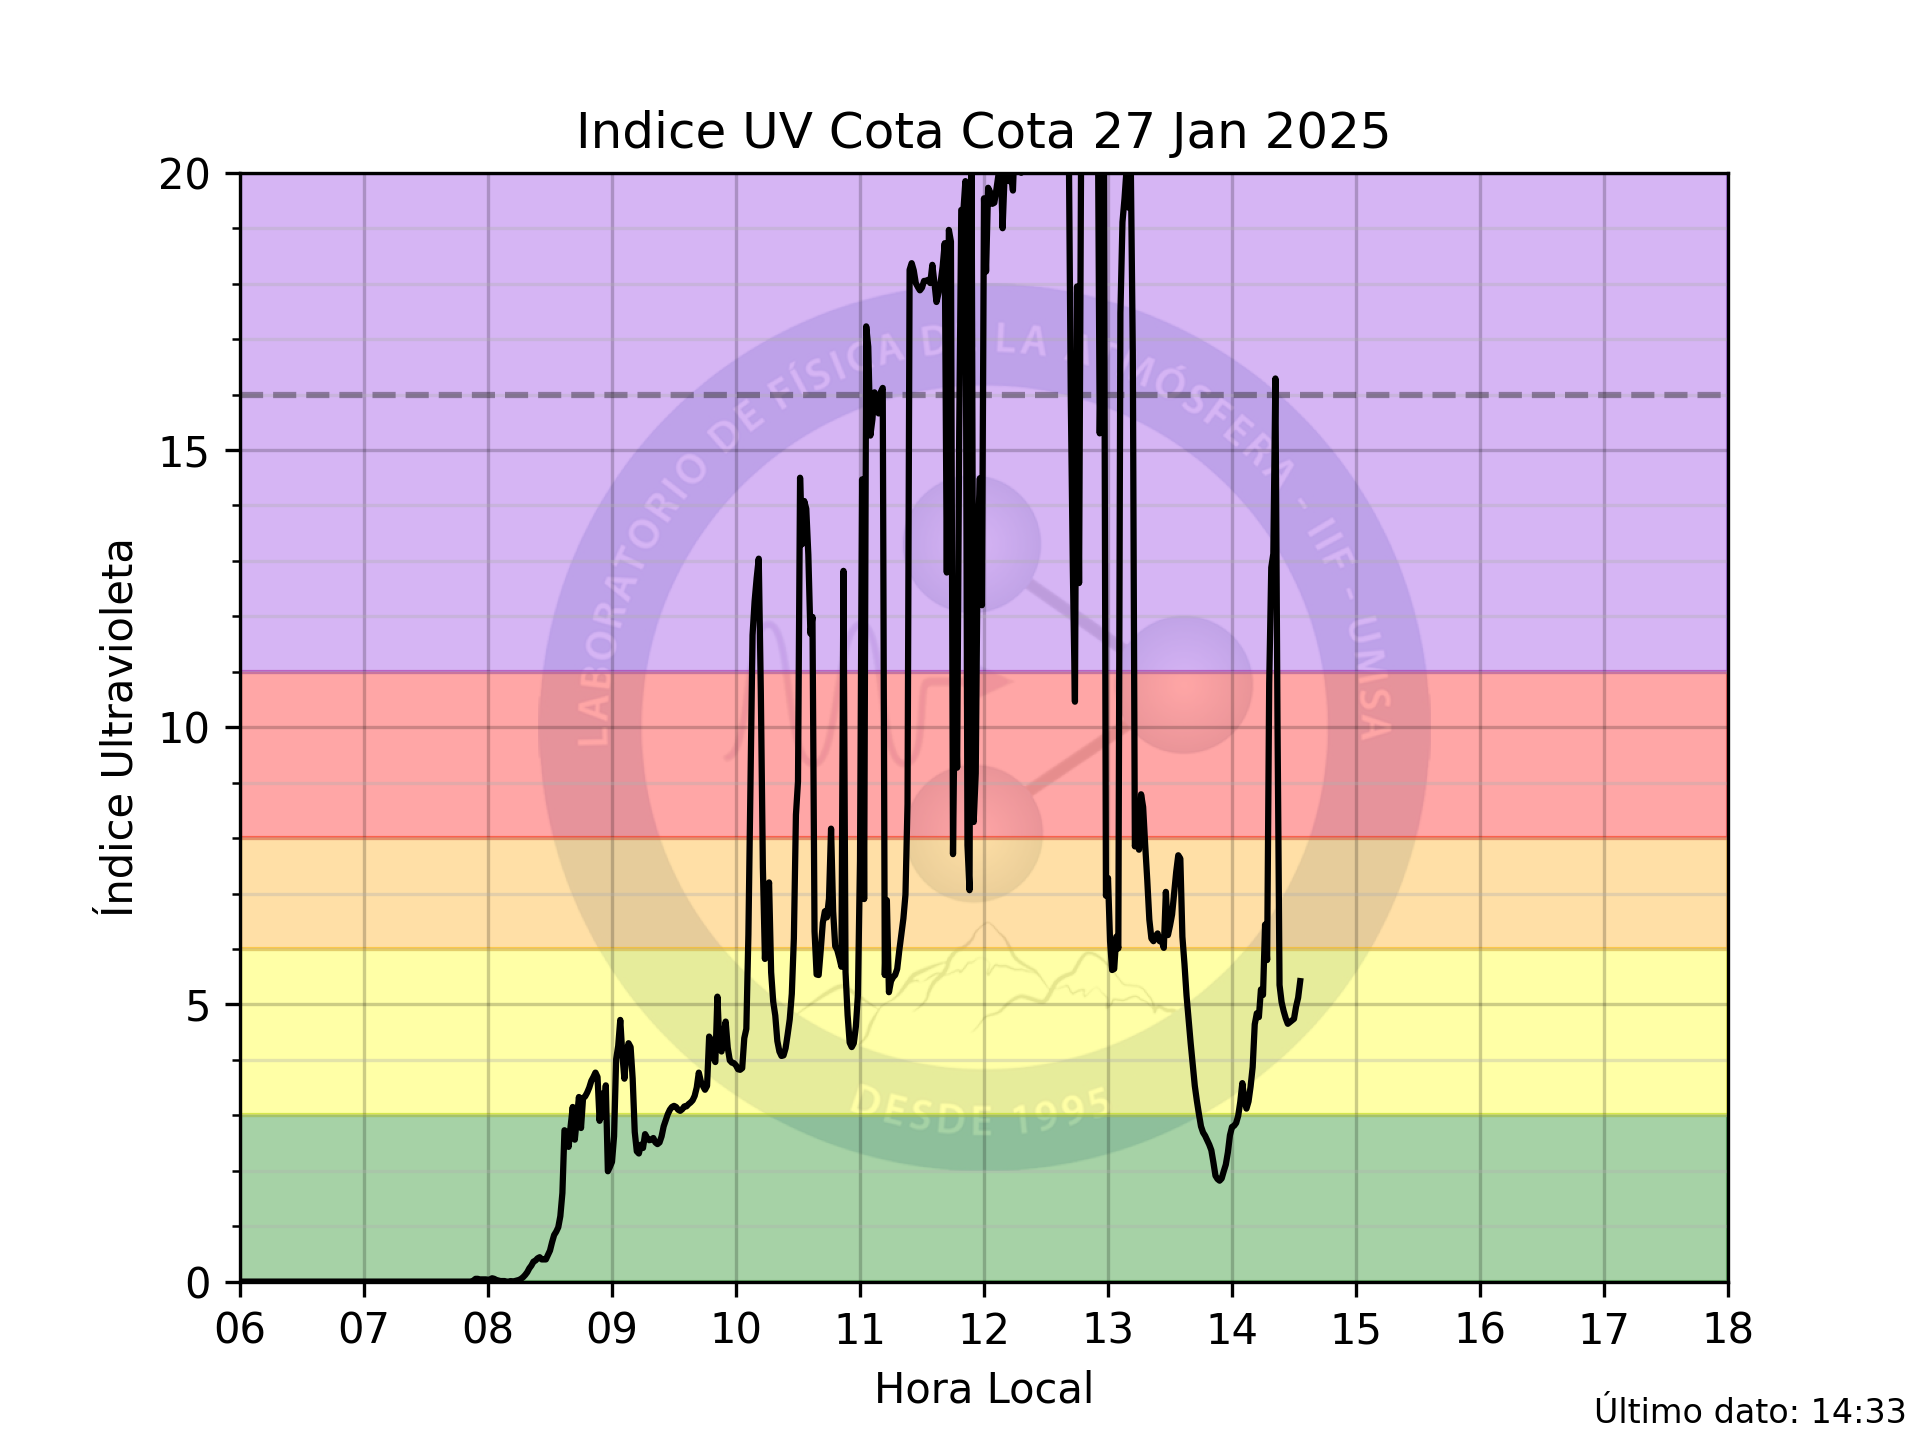 Indice UV Cota Cota 27 Jan 2025
20
15
10
5
0
Índice Ultravioleta
LABORATORIO DE FÍSICA DE LA ATMÓSFERA - IIF - UMSA
DESDE 1995
06 07 08 09 10 11 12 13 14 15 16 17 18
Hora Local
Último dato: 14:33